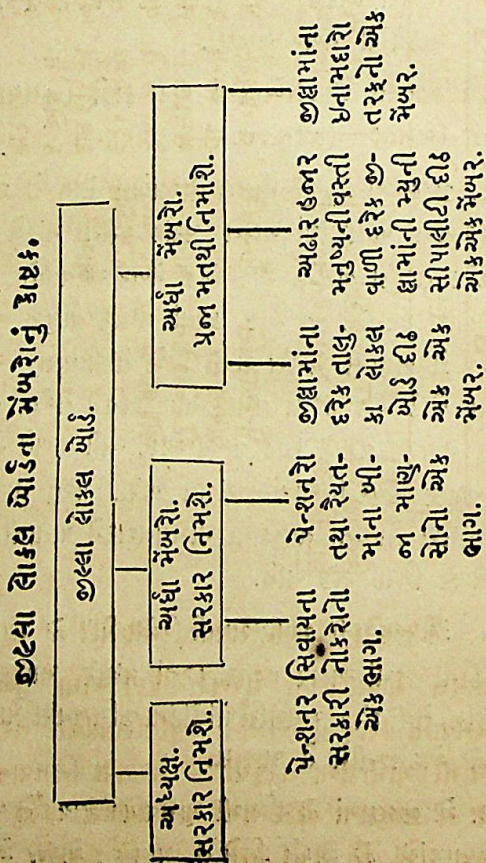 જીલ્લા લોકલ બોર્ડના મેંબરોનું કોષ્ટક.
જીલ્લા લોકલ બોર્ડ.
અધ્યક્ષ.
સરકાર નિમશે.
અર્ધા મેંબરો.
સરકાર નિમશે.
અર્ધા મેંબરો.
પ્રજા મતથી નિમાશે.
પેન્શનર સિવાયના
સરકારી નોકરોનો
એક ભાગ.
પેન્શનરો
તથા રૈયત-
માંના બી-
જા માણ-
સોનો એક
ભાગ.
જીલ્લામાંના
દરેક તાલુ-
કા લોકલ
બોર્ડ દીઠ
એક એક
મેંબર.
અઢાર હજાર
મનુષ્યની વસ્તી
વાળી દરેક જી-
લ્લામાંની મ્યુની
સીપાલીટી દીઠ
એક એક મેંબર.
જીલ્લામાંના
ઇનામદારો
તરફનો એક
મેંબર.